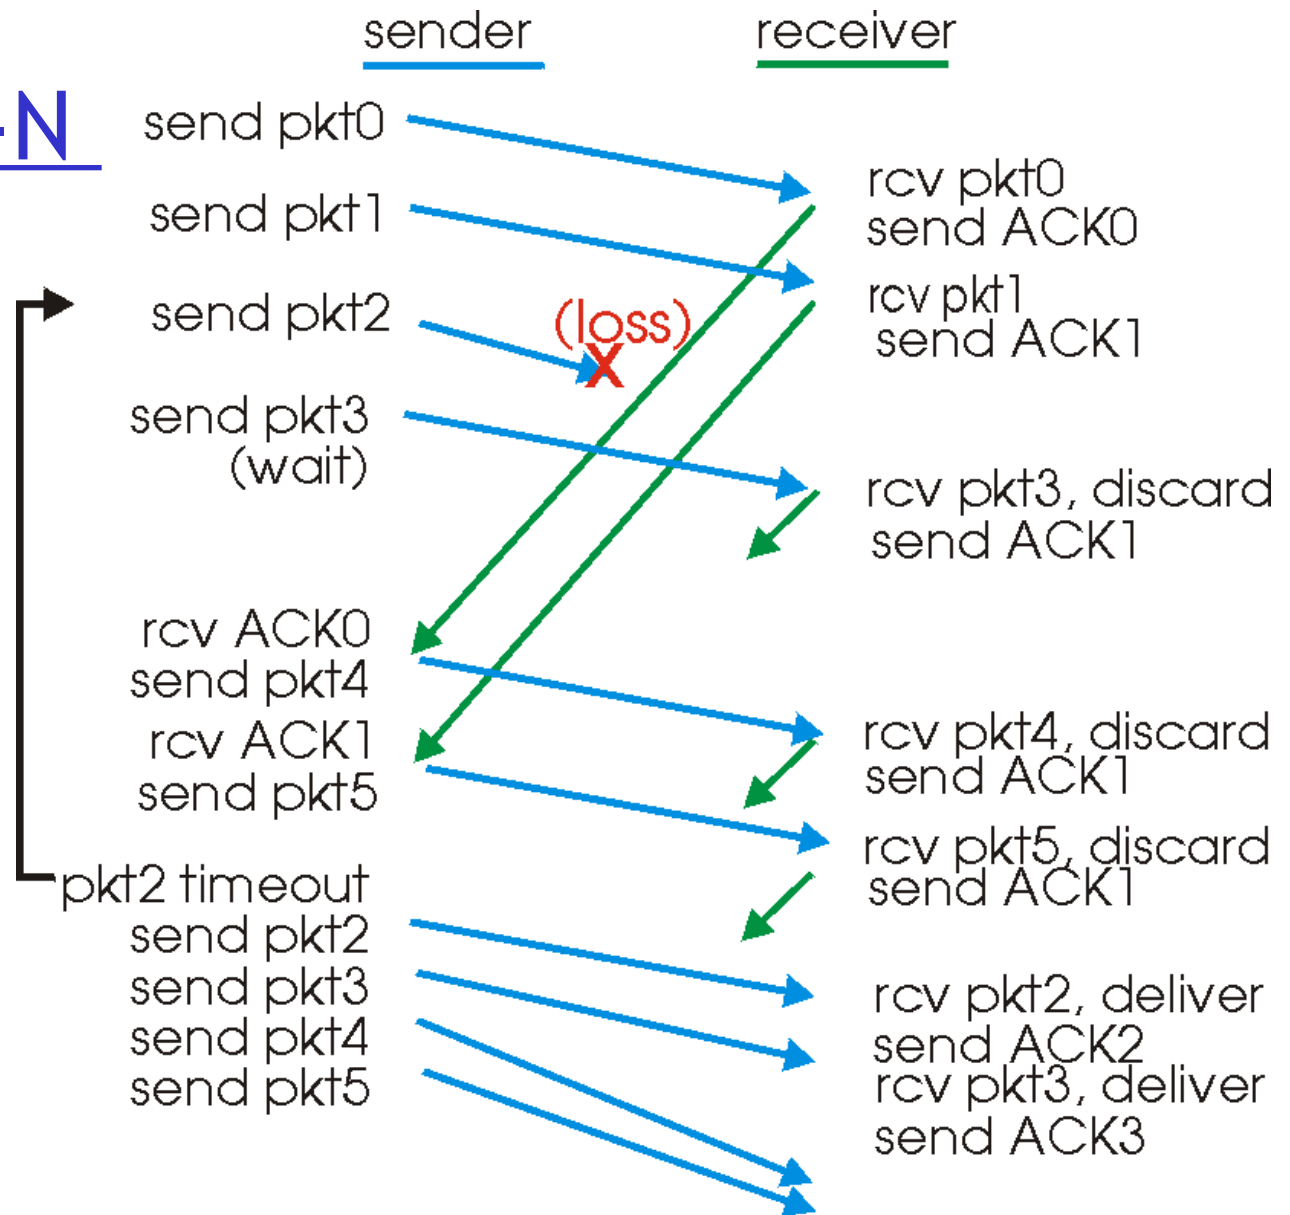 sender
receiver
-N
send pkt0
rcv pkt0
send ACK0
send pkt1
rcv pkt1
send ACK1
send pkt2
(loss)
X
send pkt3
(wait)
rcv pkt3, discard
send ACK1
rcv ACK0
send pkt4
rcv ACK1
send pkt5
rcv pkt4, discard
send ACK1
rcv pkt5, discard
send ACK1
pkt2 timeout
send pkt2
send pkt3
send pkt4
send pkt5
rcv pkt2, deliver
send ACK2
rcv pkt3, deliver
send ACK3